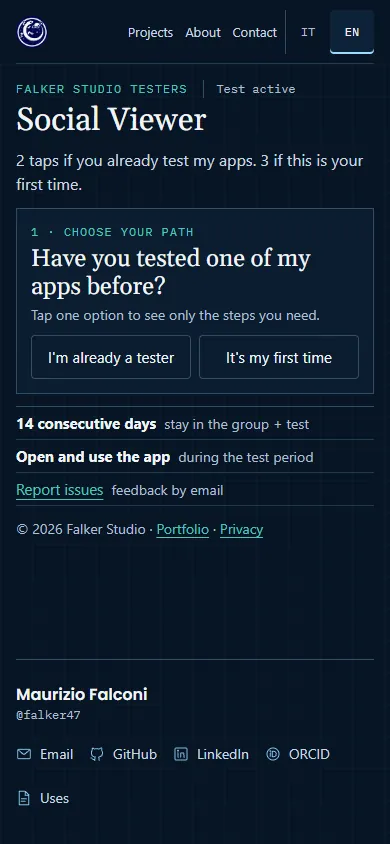 Projects About Contact IT EN
FALKER STUDIO TESTERS Test active
Social Viewer
2 taps if you already test my apps. 3 if this is your
first time.
1 · CHOOSE YOUR PATH
Have you tested one of my
apps before?
Tap one option to see only the steps you need.
I'm already a tester It's my first time
14 consecutive days stay in the group + test
Open and use the app during the test period
Report issues feedback by email
© 2026 Falker Studio · Portfolio · Privacy
Maurizio Falconi
@falker47
Email GitHub LinkedIn ORCID
Uses